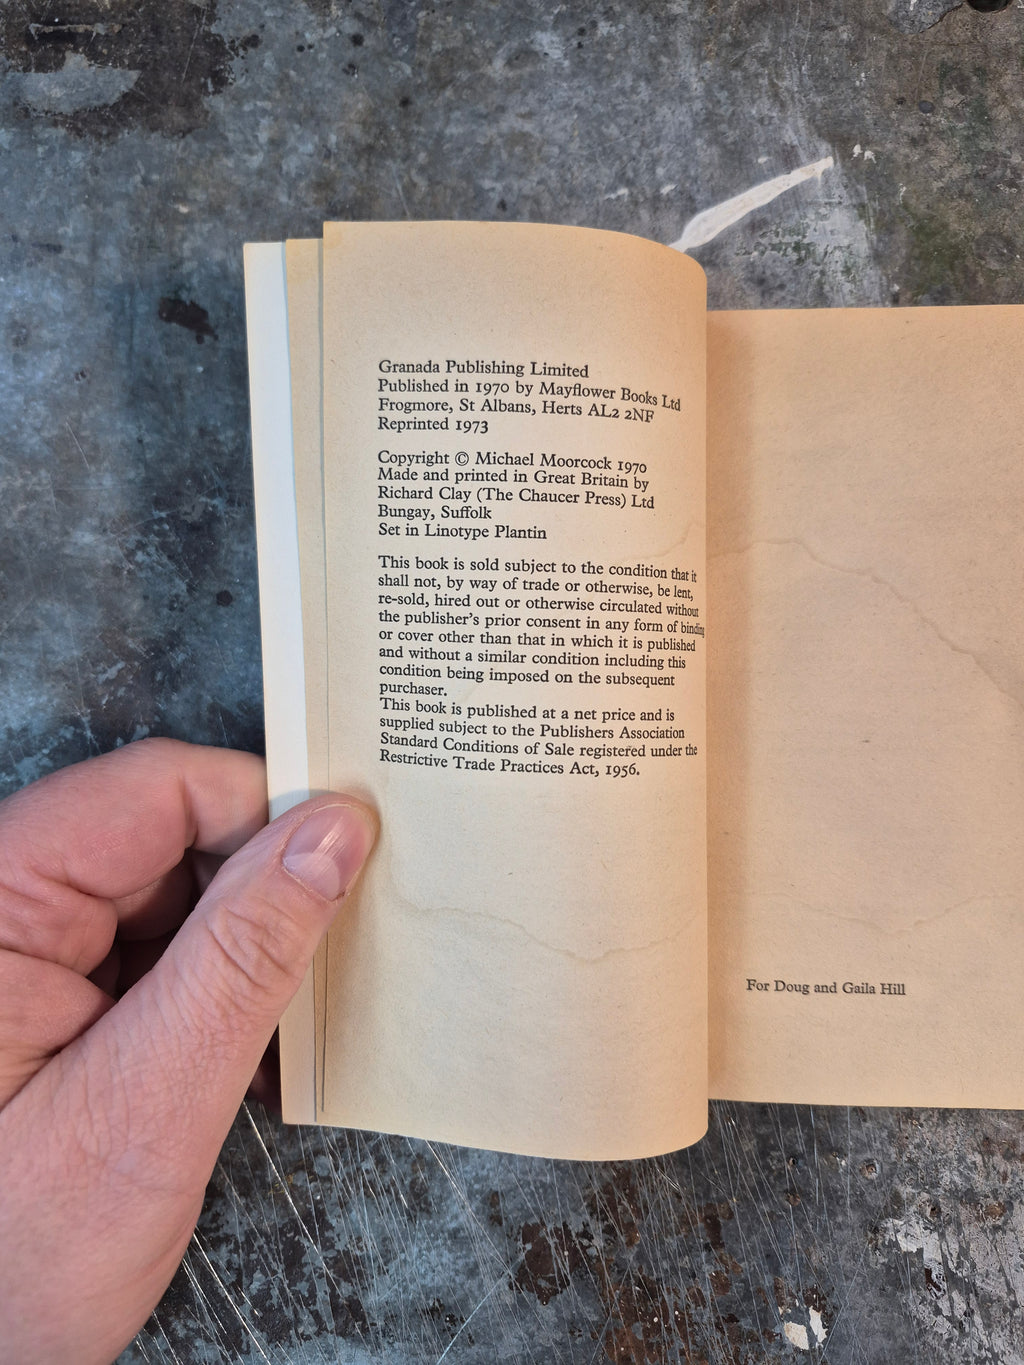 Granada Publishing Limited
Published in 1970 by Mayflower Books Ltd
Frogmore, St Albans, Herts AL2 2NF
Reprinted 1973
Copyright © Michael Moorcock 1970
Made and printed in Great Britain by
Richard Clay (The Chaucer Press) Ltd
Bungay, Suffolk
Set in Linotype Plantin
This book is sold subject to the condition that it
shall not, by way of trade or otherwise, be lent,
re-sold, hired out or otherwise circulated without
the publisher's prior consent in any form of binding
or cover other than that in which it is published
and without a similar condition including this
condition being imposed on the subsequent
purchaser.
This book is published at a net price and is
supplied subject to the Publishers Association
Standard Conditions of Sale registered under the
Restrictive Trade Practices Act, 1956.
For Doug and Gaila Hill